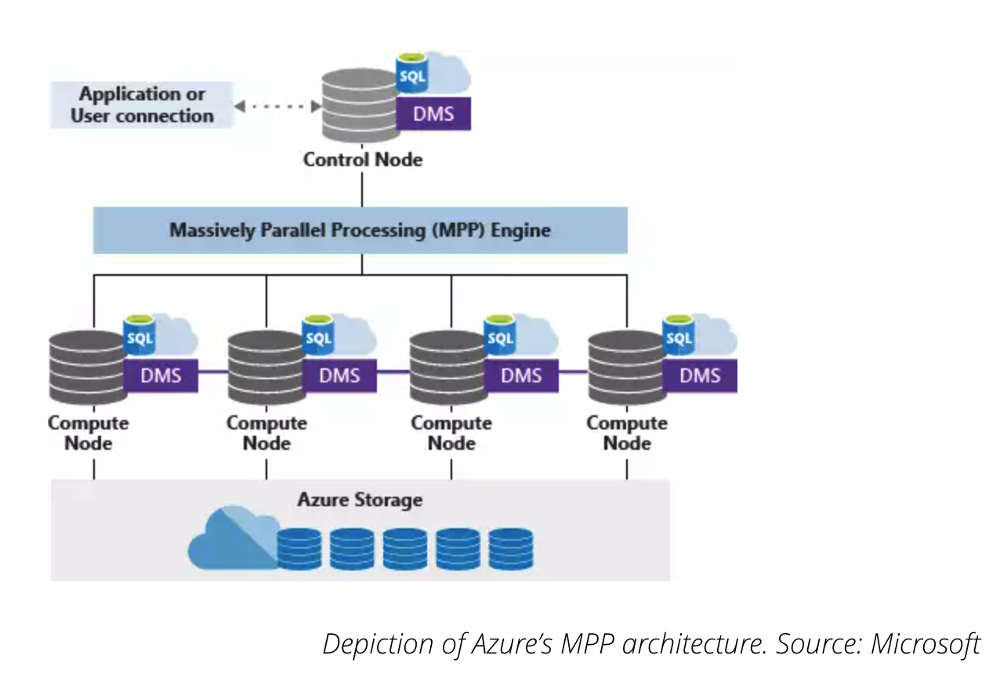 SQL
Application or
User connection
DMS
Control Node
Massively Parallel Processing (MPP) Engine
SQL
SQL
SQL
SQL
DMS
DMS
DMS
DMS
Compute
Node
Compute
Node
Compute
Node
Compute
Node
Azure Storage
Depiction of Azure’s MPP architecture. Source: Microsoft